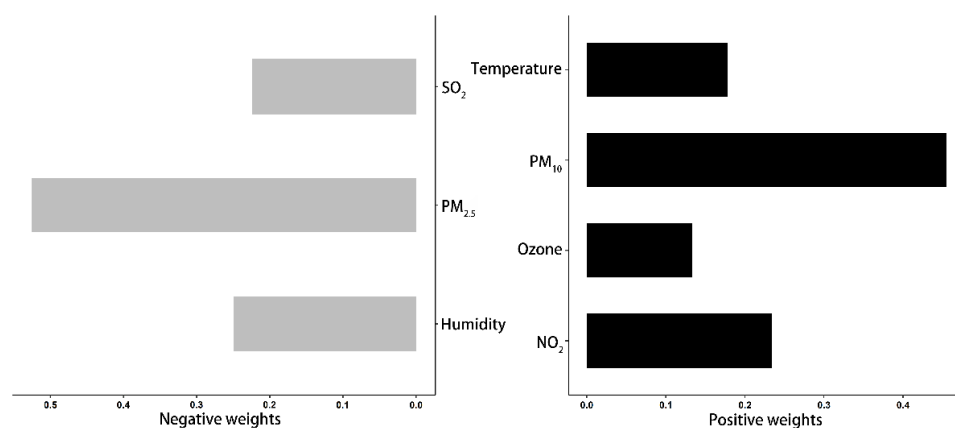 SO₂
PM₂.₅
Humidity
0.5 0.4 0.3 0.2 0.1 0.0
Negative weights
Temperature
PM₁₀
Ozone
NO₂
0.0 0.1 0.2 0.3 0.4
Positive weights